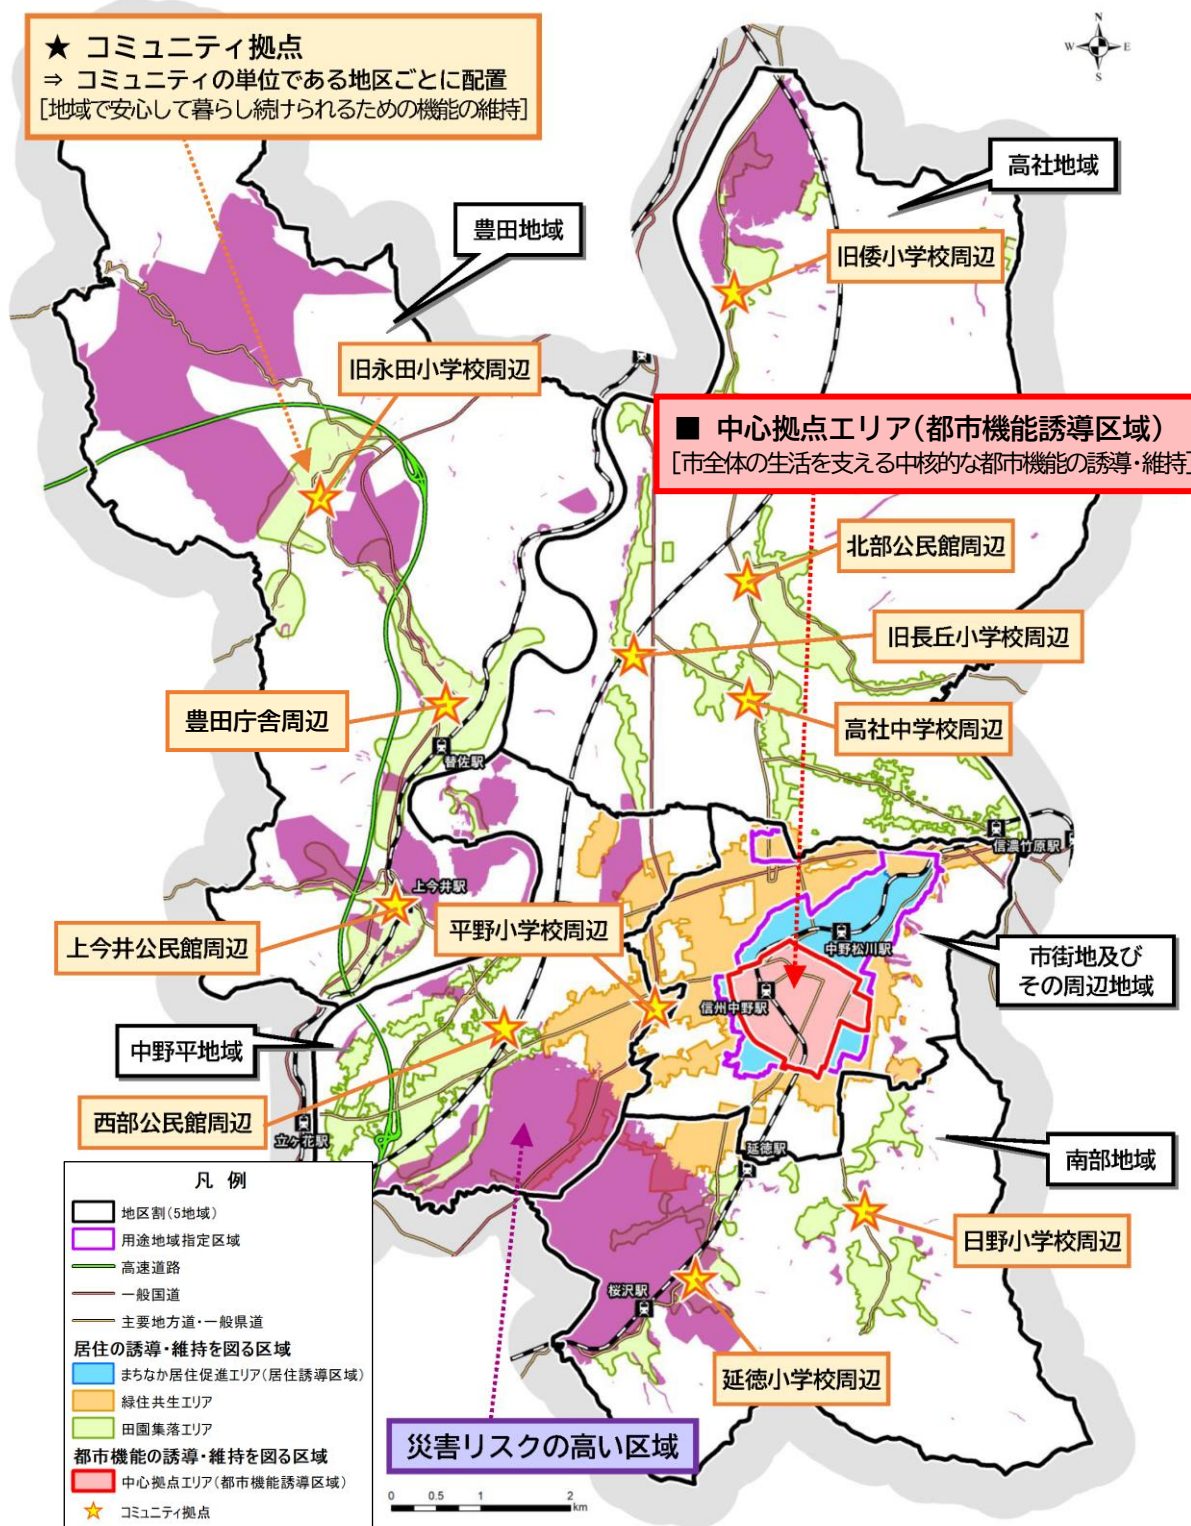 ★ コミュニティ拠点
⇒ コミュニティの単位である地区ごとに配置
[地域で安心して暮らし続けられるための機能の維持]
N
W
E
S
高社地域
豊田地域
旧倭小学校周辺
旧永田小学校周辺
■ 中心拠点エリア(都市機能誘導区域)
[市全体の生活を支える中核的な都市機能の誘導・維持]
北部公民館周辺
旧長丘小学校周辺
豊田庁舎周辺
高社中学校周辺
替佐駅
信濃竹原駅
上今井駅
平野小学校周辺
上今井公民館周辺
中野松川駅
市街地及び
その周辺地域
信州中野駅
中野平地域
西部公民館周辺
立ヶ花駅
延徳駅
南部地域
日野小学校周辺
桜沢駅
延徳小学校周辺
災害リスクの高い区域
凡 例
地区割(5地域)
用途地域指定区域
高速道路
一般国道
主要地方道・一般県道
居住の誘導・維持を図る区域
まちなか居住促進エリア(居住誘導区域)
緑住共生エリア
田園集落エリア
都市機能の誘導・維持を図る区域
中心拠点エリア(都市機能誘導区域)
コミュニティ拠点
0 0.5 1 2
km